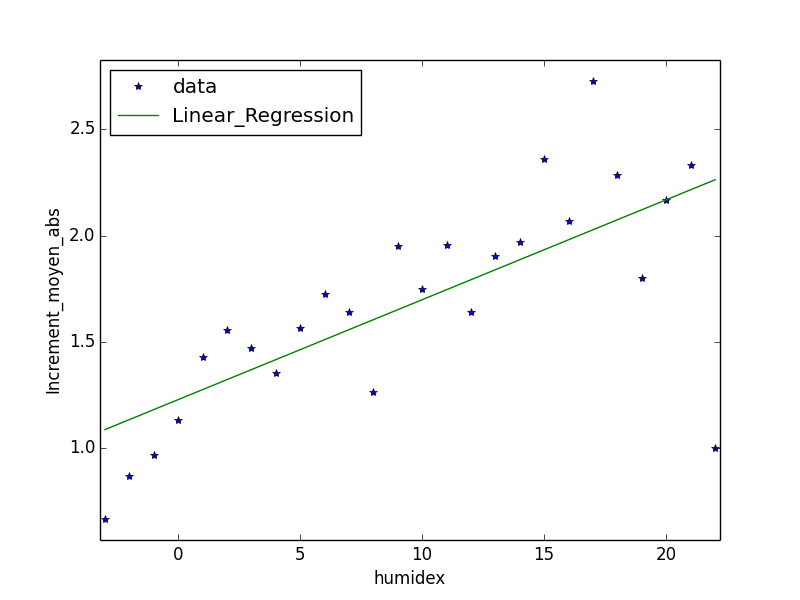 data
Linear_Regression
2.5
2.0
1.5
1.0
Increment_moyen_abs
0 5 10 15 20
humidex